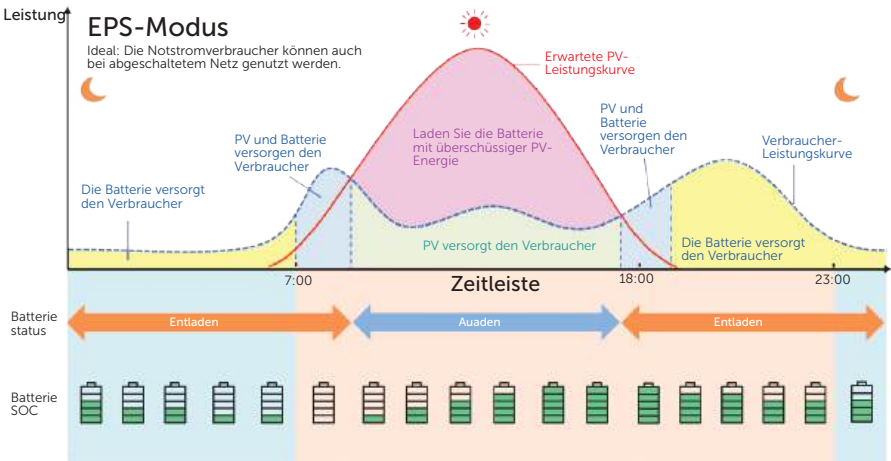 Leistung
EPS-Modus
Ideal: Die Notstromverbraucher können auch
bei abgeschaltetem Netz genutzt werden.
Erwartete PV-
Leistungskurve
PV und Batterie
versorgen den
Verbraucher
Laden Sie die Batterie
mit überschüssiger PV-
Energie
PV und
Batterie
versorgen den
Verbraucher
Verbraucher-
Leistungskurve
Die Batterie versorgt
den Verbraucher
PV versorgt den Verbraucher
Die Batterie versorgt
den Verbraucher
7:00
Zeitleiste
18:00
23:00
Batterie
status
Entladen
Auaden
Entladen
Batterie
SOC